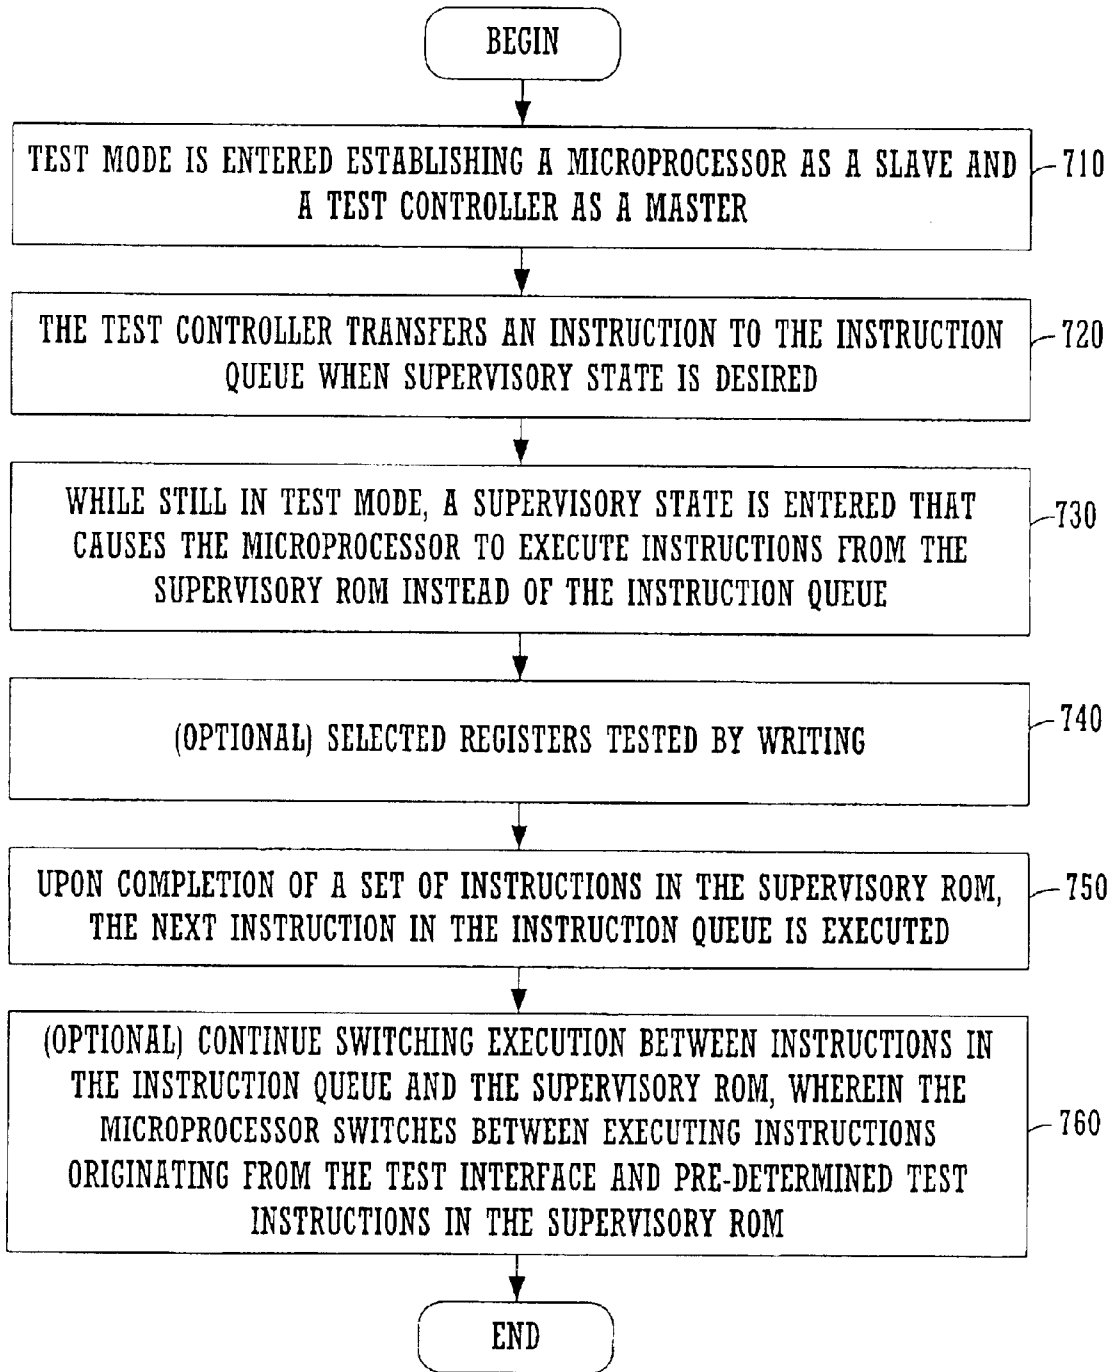 BEGIN
TEST MODE IS ENTERED ESTABLISHING A MICROPROCESSOR AS A SLAVE AND
A TEST CONTROLLER AS A MASTER
710
THE TEST CONTROLLER TRANSFERS AN INSTRUCTION TO THE INSTRUCTION
QUEUE WHEN SUPERVISORY STATE IS DESIRED
720
WHILE STILL IN TEST MODE, A SUPERVISORY STATE IS ENTERED THAT
CAUSES THE MICROPROCESSOR TO EXECUTE INSTRUCTIONS FROM THE
SUPERVISORY ROM INSTEAD OF THE INSTRUCTION QUEUE
730
(OPTIONAL) SELECTED REGISTERS TESTED BY WRITING
740
UPON COMPLETION OF A SET OF INSTRUCTIONS IN THE SUPERVISORY ROM,
THE NEXT INSTRUCTION IN THE INSTRUCTION QUEUE IS EXECUTED
750
(OPTIONAL) CONTINUE SWITCHING EXECUTION BETWEEN INSTRUCTIONS IN
THE INSTRUCTION QUEUE AND THE SUPERVISORY ROM, WHEREIN THE
MICROPROCESSOR SWITCHES BETWEEN EXECUTING INSTRUCTIONS
ORIGINATING FROM THE TEST INTERFACE AND PRE-DETERMINED TEST
INSTRUCTIONS IN THE SUPERVISORY ROM
760
END